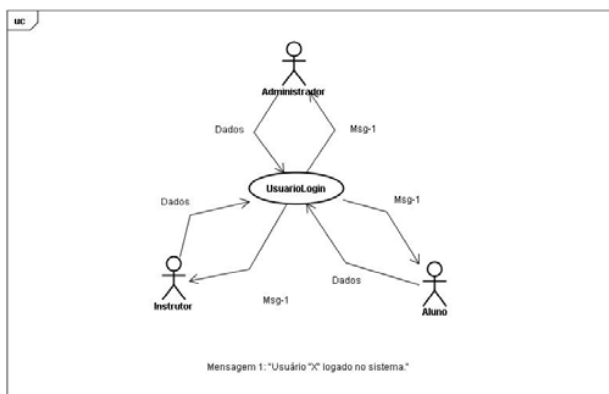 uc
Administrador
Dados
Msg-1
UsuarioLogin
Dados
Msg-1
Instrutor
Msg-1
Dados
Aluno
Mensagem 1: "Usuário "X" logado no sistema."